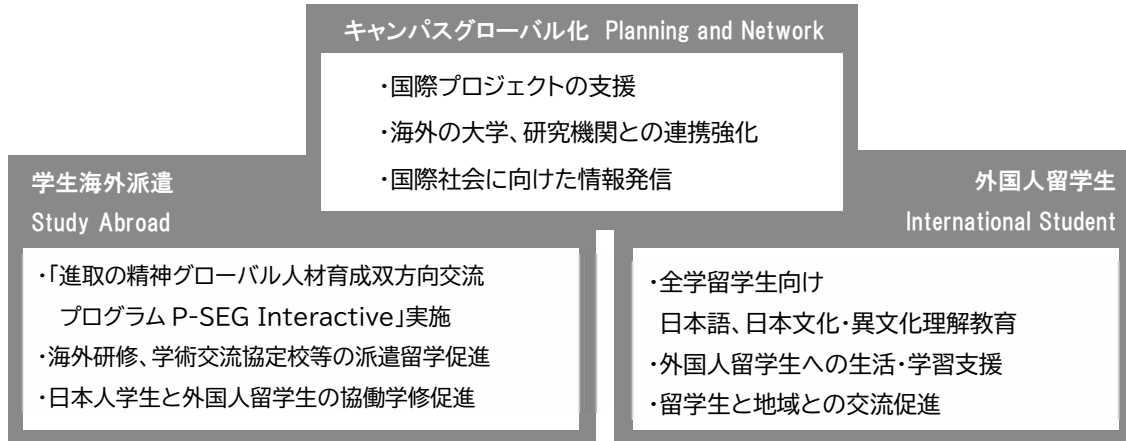 キャンパスグローバル化 Planning and Network
・国際プロジェクトの支援
・海外の大学、研究機関との連携強化
・国際社会に向けた情報発信
学生海外派遣
Study Abroad
・「進取の精神グローバル人材育成双方向交流
プログラム P-SEG Interactive」実施
・海外研修、学術交流協定校等の派遣留学促進
・日本人学生と外国人留学生の協働学修促進
外国人留学生
International Student
・全学留学生向け
日本語、日本文化・異文化理解教育
・外国人留学生への生活・学習支援
・留学生と地域との交流促進